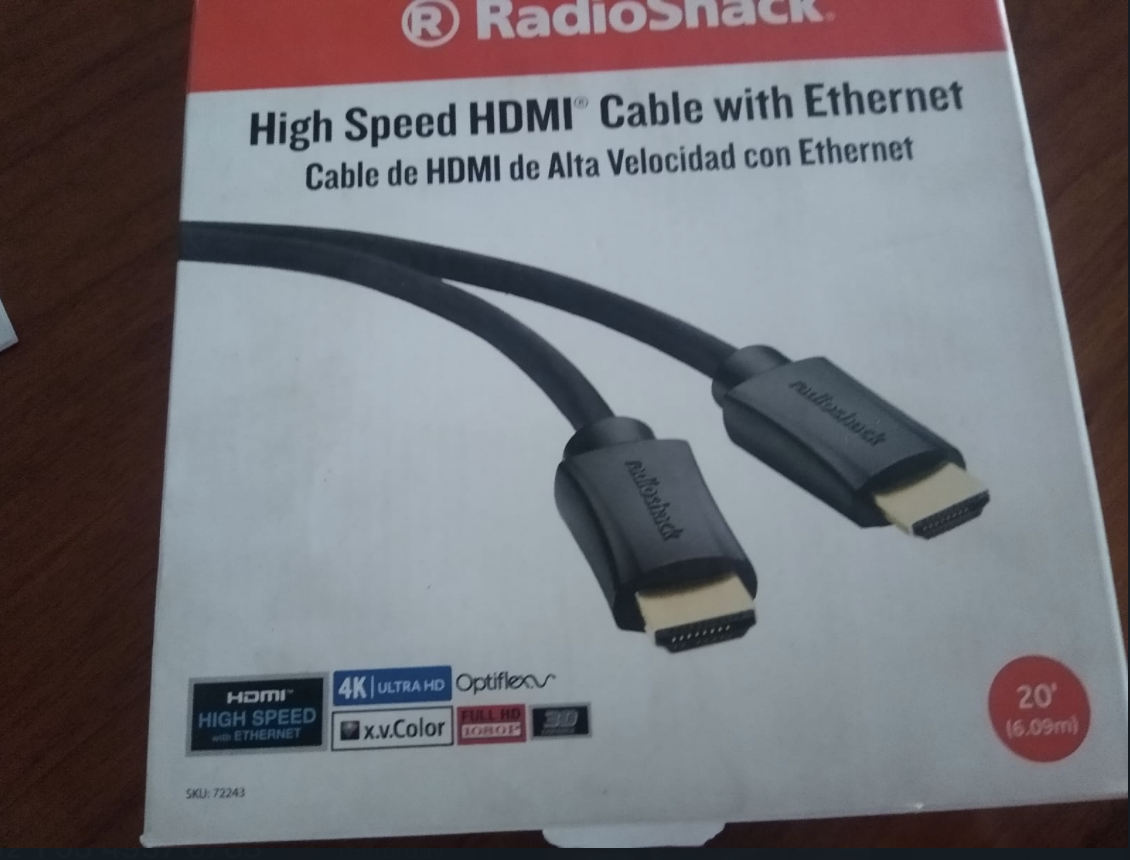 ® RadioShack
High Speed HDMI® Cable with Ethernet
Cable de HDMI de Alta Velocidad con Ethernet
radioshack
radioshack
HDMI™
HIGH SPEED
with ETHERNET
4K ULTRA HD
Optiflex
x.v.Color
FULL HD
1080P
3D
20'
(6.09m)
SKU: 72243